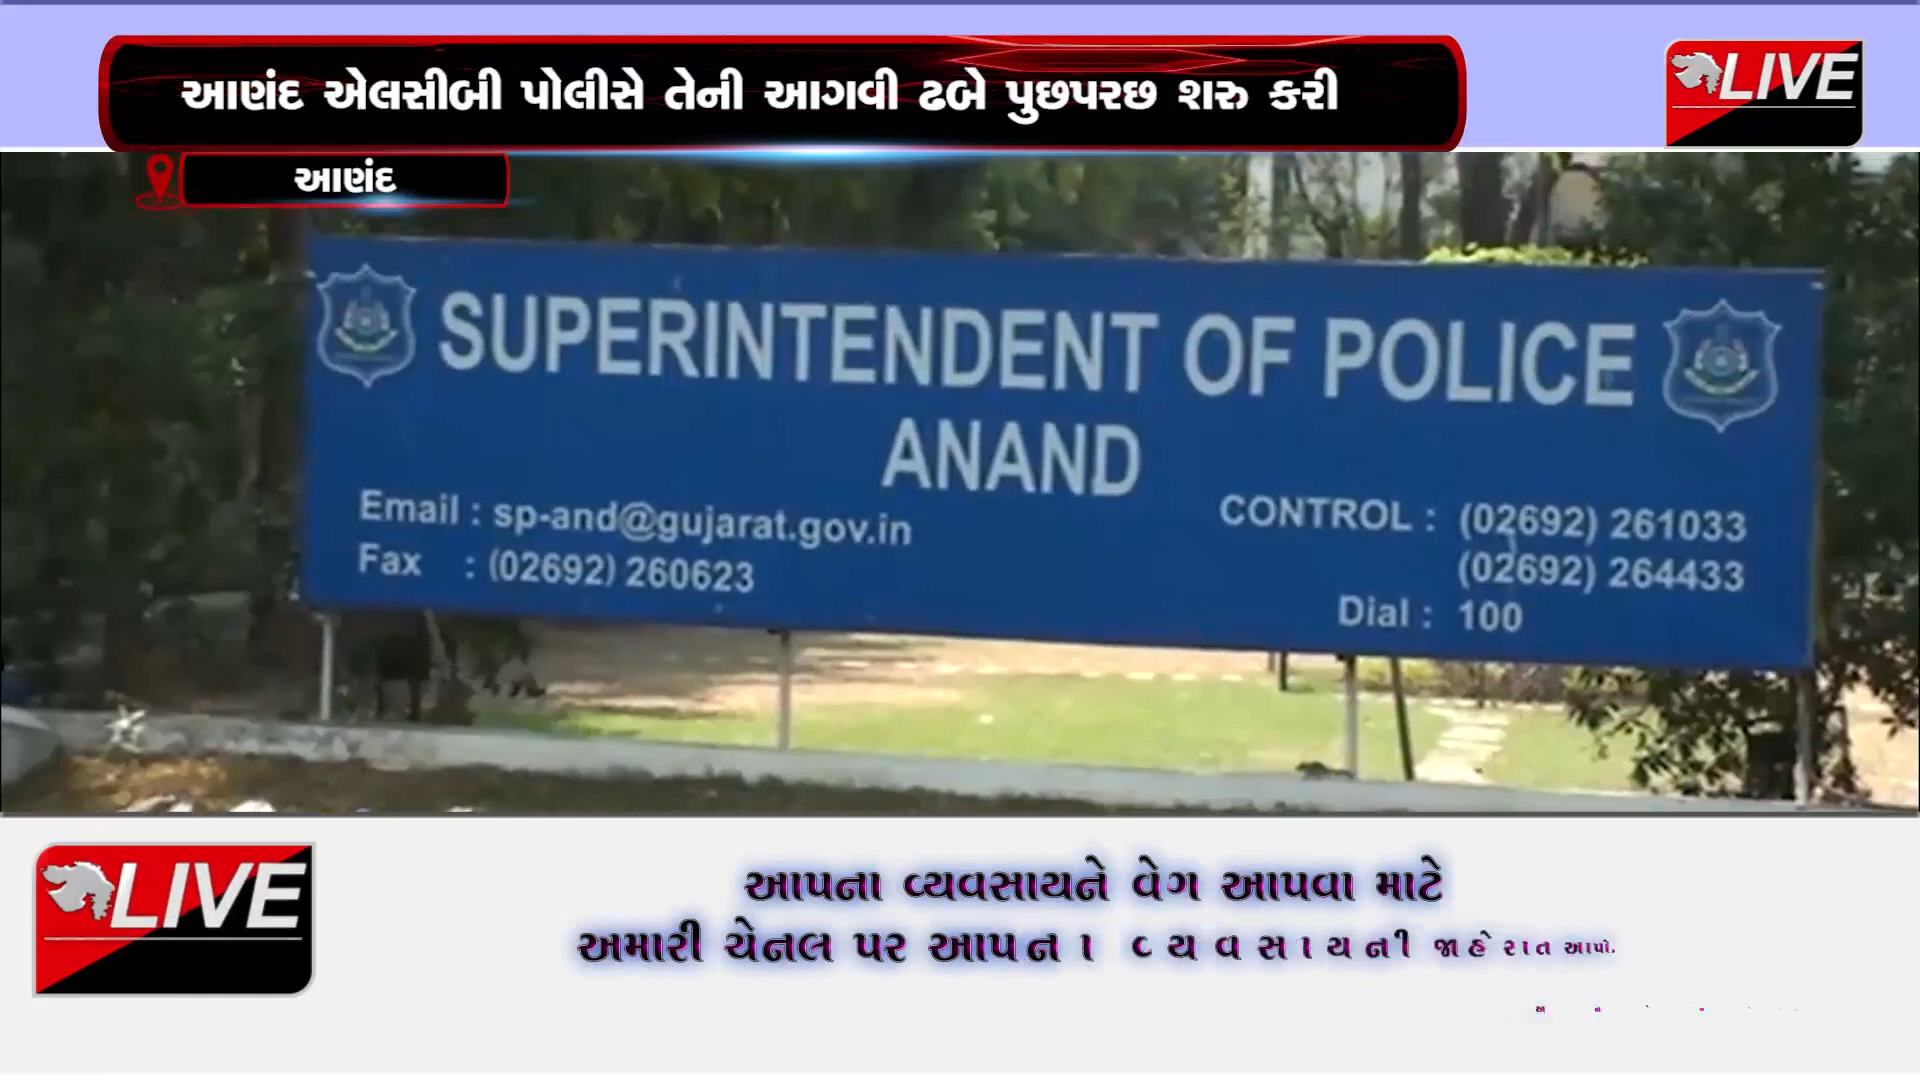 આણંદ એલસીબી પોલીસે તેની આગવી ઢબે પુછપરછ શરુ કરી
LIVE
આણંદ
SUPERINTENDENT OF POLICE
ANAND
Email : sp-and@gujarat.gov.in
Fax : (02692) 260623
CONTROL : (02692) 261033
(02692) 264433
Dial : 100
LIVE
આપના વ્યવસાયને વેગ આપવા માટે
અમારી ચેનલ પર આપના વ્યવસાયની જાહેરાત આપો.